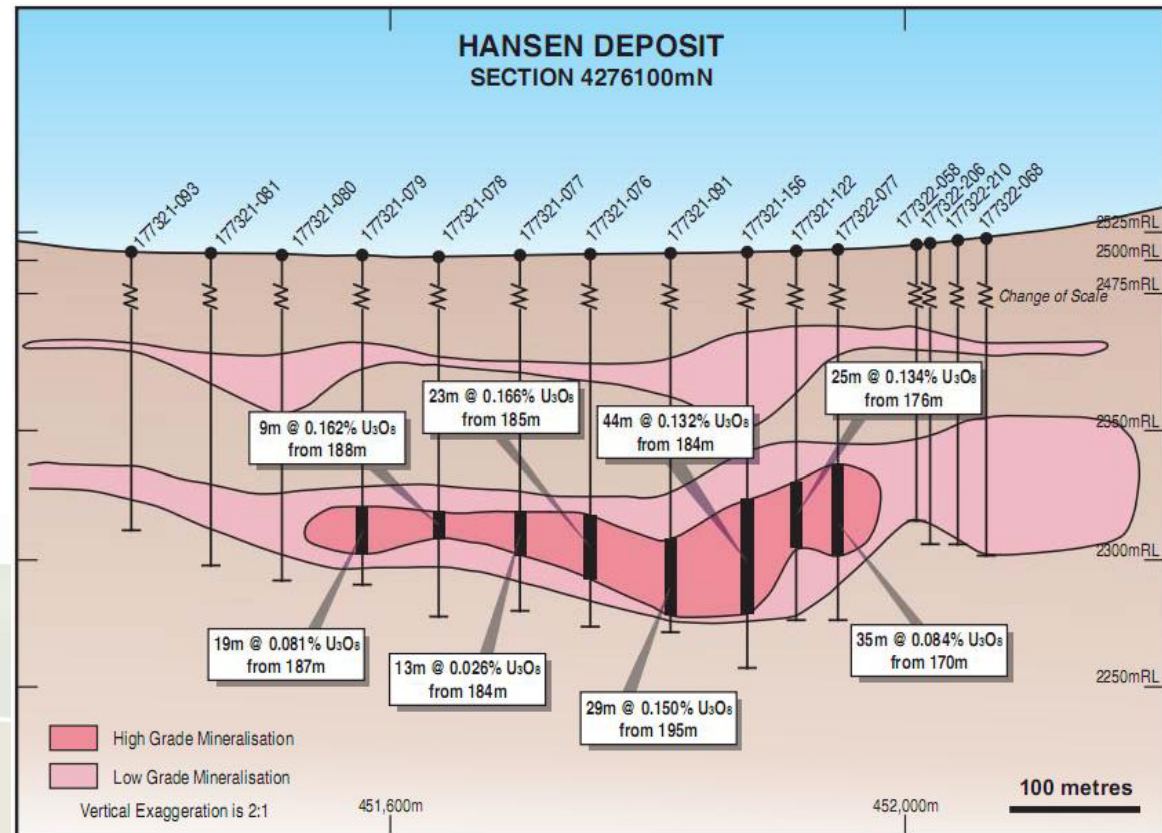 HANSEN DEPOSIT
SECTION 4276100mN
177321-093
177321-081
177321-080
177321-079
177321-078
177321-077
177321-076
177321-091
177321-156
177321-122
177322-077
177322-058
177322-206
177322-210
177322-068
2525mRL
2500mRL
2475mRL
Change of Scale
25m @ 0.134% U₃O₈
from 176m
23m @ 0.166% U₃O₈
from 185m
44m @ 0.132% U₃O₈
from 184m
9m @ 0.162% U₃O₈
from 188m
2350mRL
2300mRL
19m @ 0.081% U₃O₈
from 187m
13m @ 0.026% U₃O₈
from 184m
35m @ 0.084% U₃O₈
from 170m
29m @ 0.150% U₃O₈
from 195m
2250mRL
High Grade Mineralisation
Low Grade Mineralisation
Vertical Exaggeration is 2:1
451,600m
452,000m
100 metres